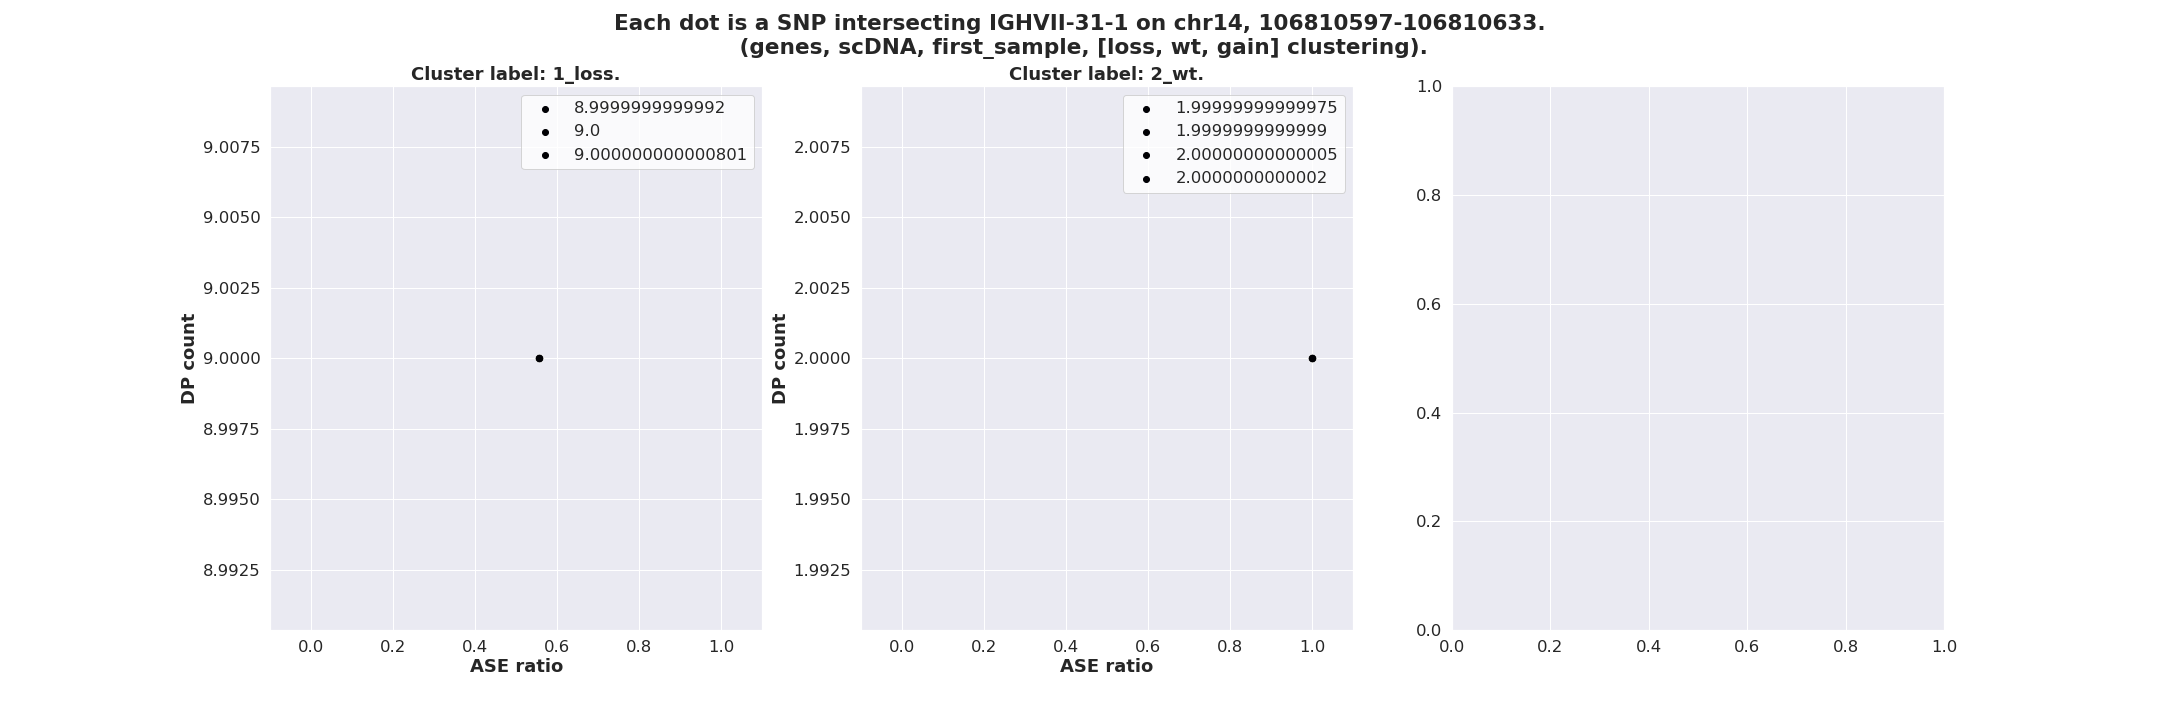 Each dot is a SNP intersecting IGHVII-31-1 on chr14, 106810597-106810633.
(genes, scDNA, first_sample, [loss, wt, gain] clustering).
Cluster label: 1_loss.
8.9999999999992
9.0
9.000000000000801
9.0075
9.0050
9.0025
9.0000
8.9975
8.9950
8.9925
DP count
0.0 0.2 0.4 0.6 0.8 1.0
ASE ratio
Cluster label: 2_wt.
1.99999999999975
1.9999999999999
2.00000000000005
2.0000000000002
2.0075
2.0050
2.0025
2.0000
1.9975
1.9950
1.9925
DP count
0.0 0.2 0.4 0.6 0.8 1.0
ASE ratio
1.0
0.8
0.6
0.4
0.2
0.0
0.0 0.2 0.4 0.6 0.8 1.0